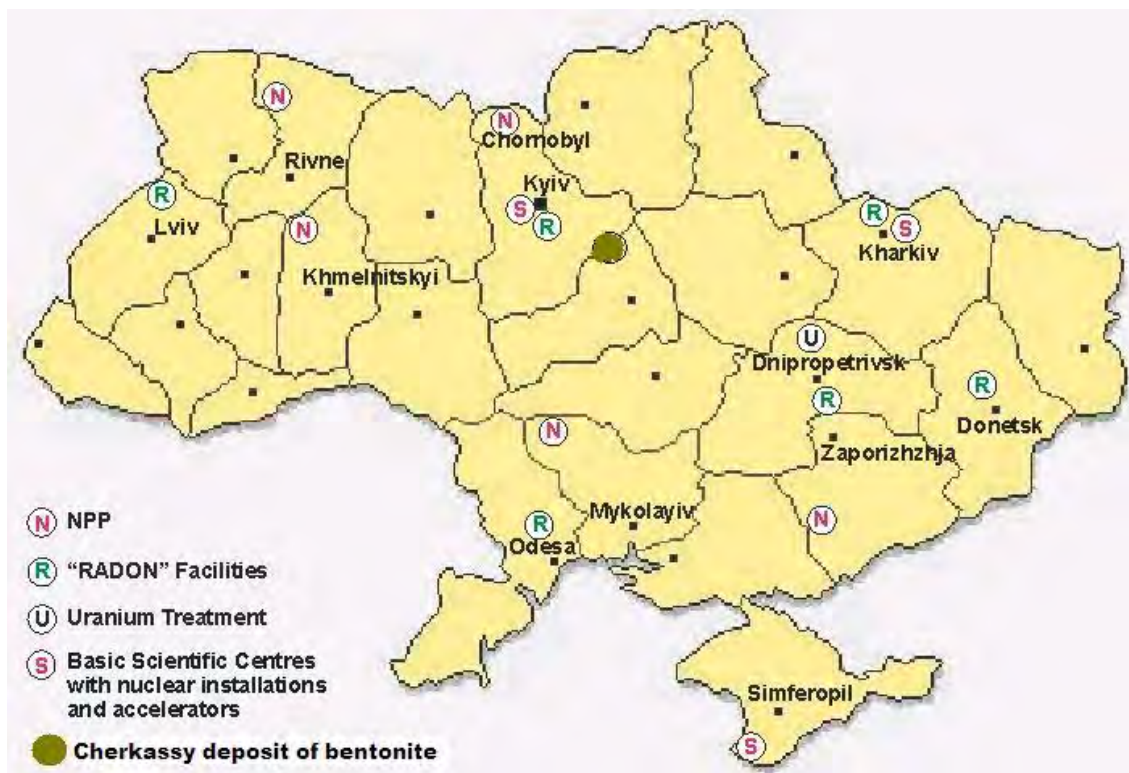 N
N
Chornobyl
Rivne
Kyiv
R
S
R
R
S
Lviv
N
Kharkiv
Khmelnitskyi
U
Dnipropetrivsk
R
R
Donetsk
N
Zaporizhzhja
Mykolayiv
N
R
Odesa
N NPP
R “RADON” Facilities
U Uranium Treatment
S Basic Scientific Centres
with nuclear installations
and accelerators
Simferopil
S
Cherkassy deposit of bentonite